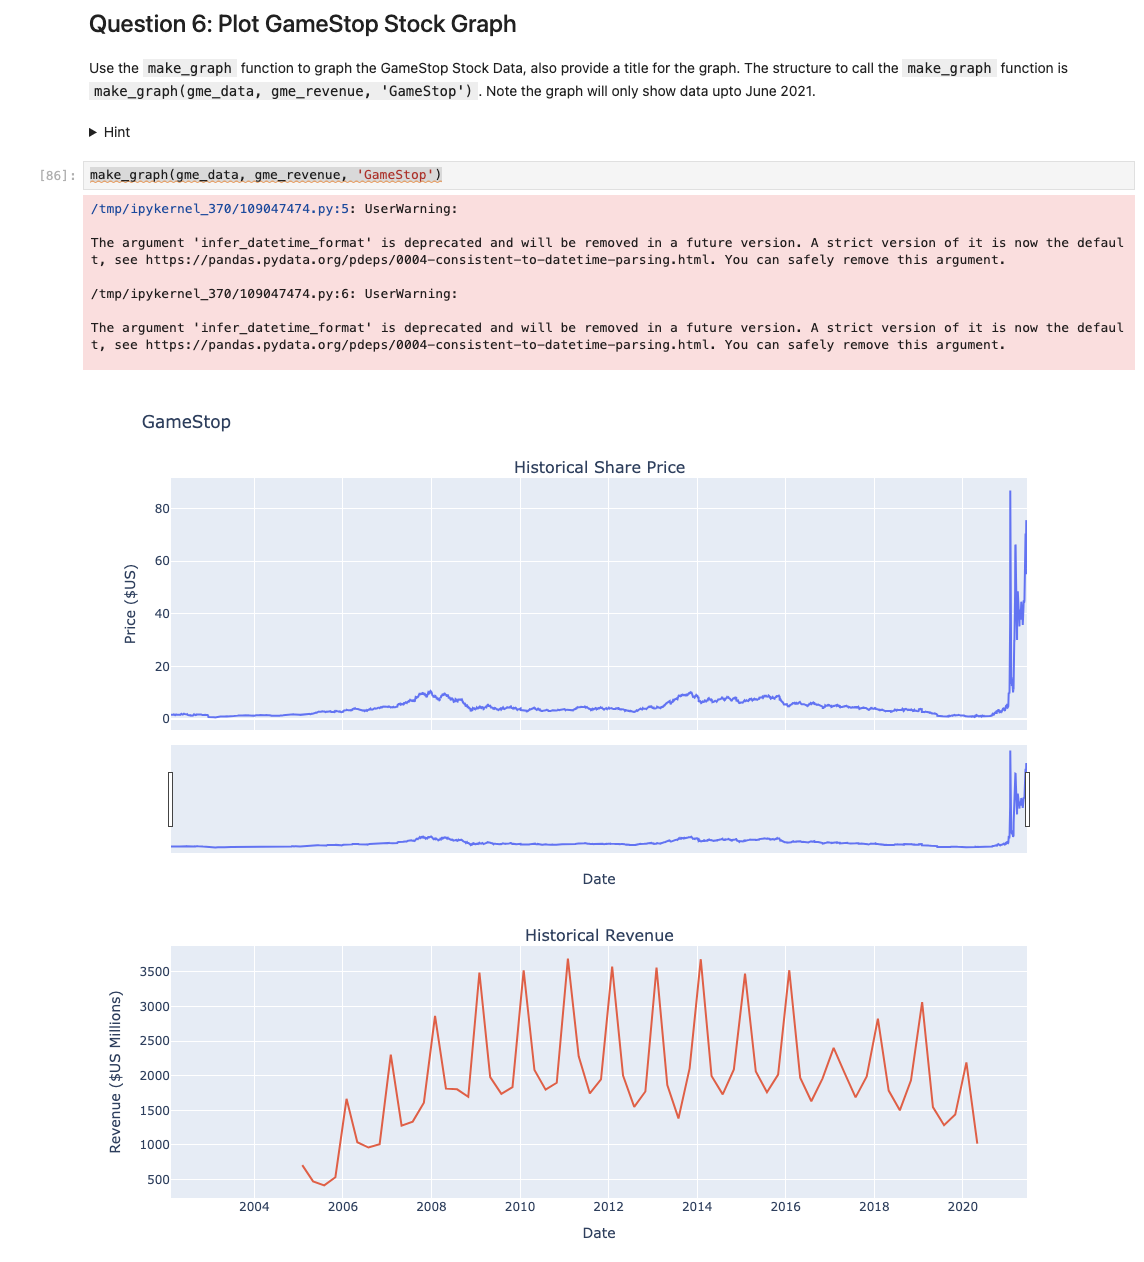 Question 6: Plot GameStop Stock Graph
Use the make_graph function to graph the GameStop Stock Data, also provide a title for the graph. The structure to call the make_graph function is
make_graph(gme_data, gme_revenue, 'GameStop') . Note the graph will only show data upto June 2021.
Hint
[86]: make_graph(gme_data, gme_revenue, 'GameStop')
/tmp/ipykernel_370/109047474.py:5: UserWarning:
The argument 'infer_datetime_format' is deprecated and will be removed in a future version. A strict version of it is now the defaul
t, see https://pandas.pydata.org/pdeps/0004-consistent-to-datetime-parsing.html. You can safely remove this argument.
/tmp/ipykernel_370/109047474.py:6: UserWarning:
The argument 'infer_datetime_format' is deprecated and will be removed in a future version. A strict version of it is now the defaul
t, see https://pandas.pydata.org/pdeps/0004-consistent-to-datetime-parsing.html. You can safely remove this argument.
GameStop
Historical Share Price
80
60
40
20
0
Price ($US)
Date
Historical Revenue
3500
3000
2500
2000
1500
1000
500
Revenue ($US Millions)
2004 2006 2008 2010 2012 2014 2016 2018 2020
Date